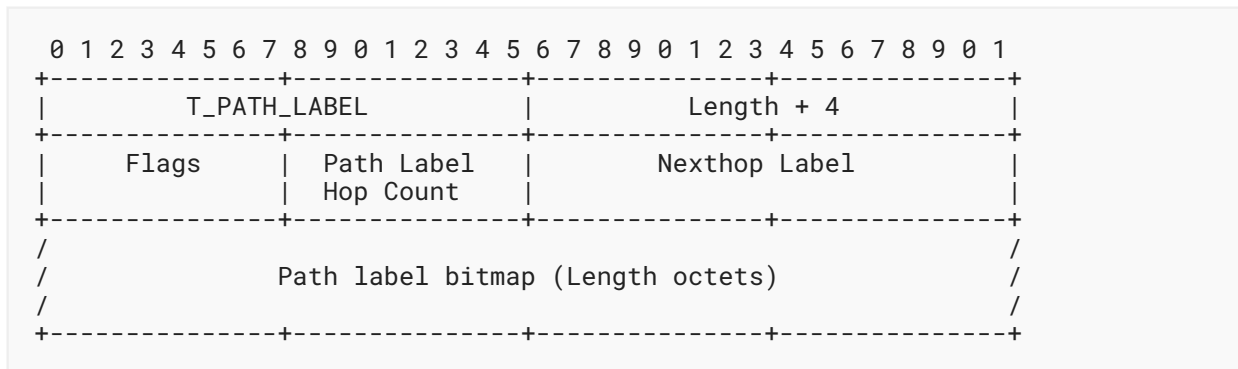 0 1 2 3 4 5 6 7 8 9 0 1 2 3 4 5 6 7 8 9 0 1 2 3 4 5 6 7 8 9 0 1
+---------------+---------------+---------------+---------------+
| T_PATH_LABEL | Length + 4 |
+---------------+---------------+---------------+---------------+
| Flags | Path Label | Nexthop Label |
| | Hop Count | |
+---------------+---------------+---------------+---------------+
/ /
/ Path label bitmap (Length octets) /
/ /
+---------------+---------------+---------------+---------------+